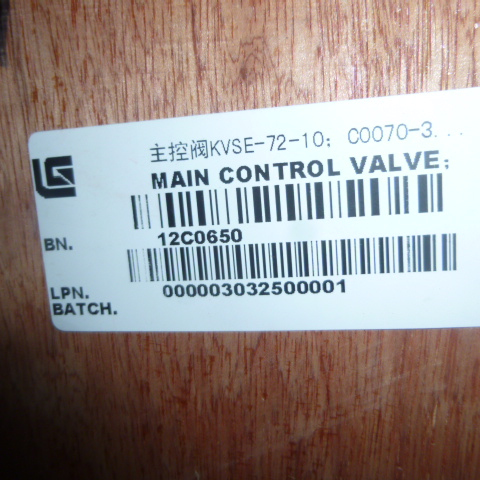 主控阀KVSE-72-10; C0070-3...
MAIN CONTROL VALVE;
BN. 12C0650
LPN. 000003032500001
BATCH.